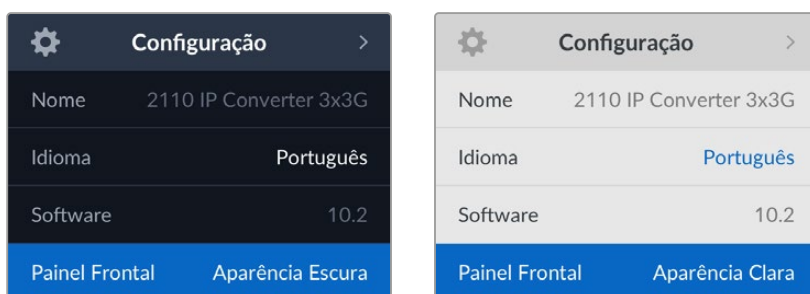 Configuração
Nome 2110 IP Converter 3x3G
Idioma Português
Software 10.2
Painel Frontal Aparência Escura
Configuração
Nome 2110 IP Converter 3x3G
Idioma Português
Software 10.2
Painel Frontal Aparência Clara